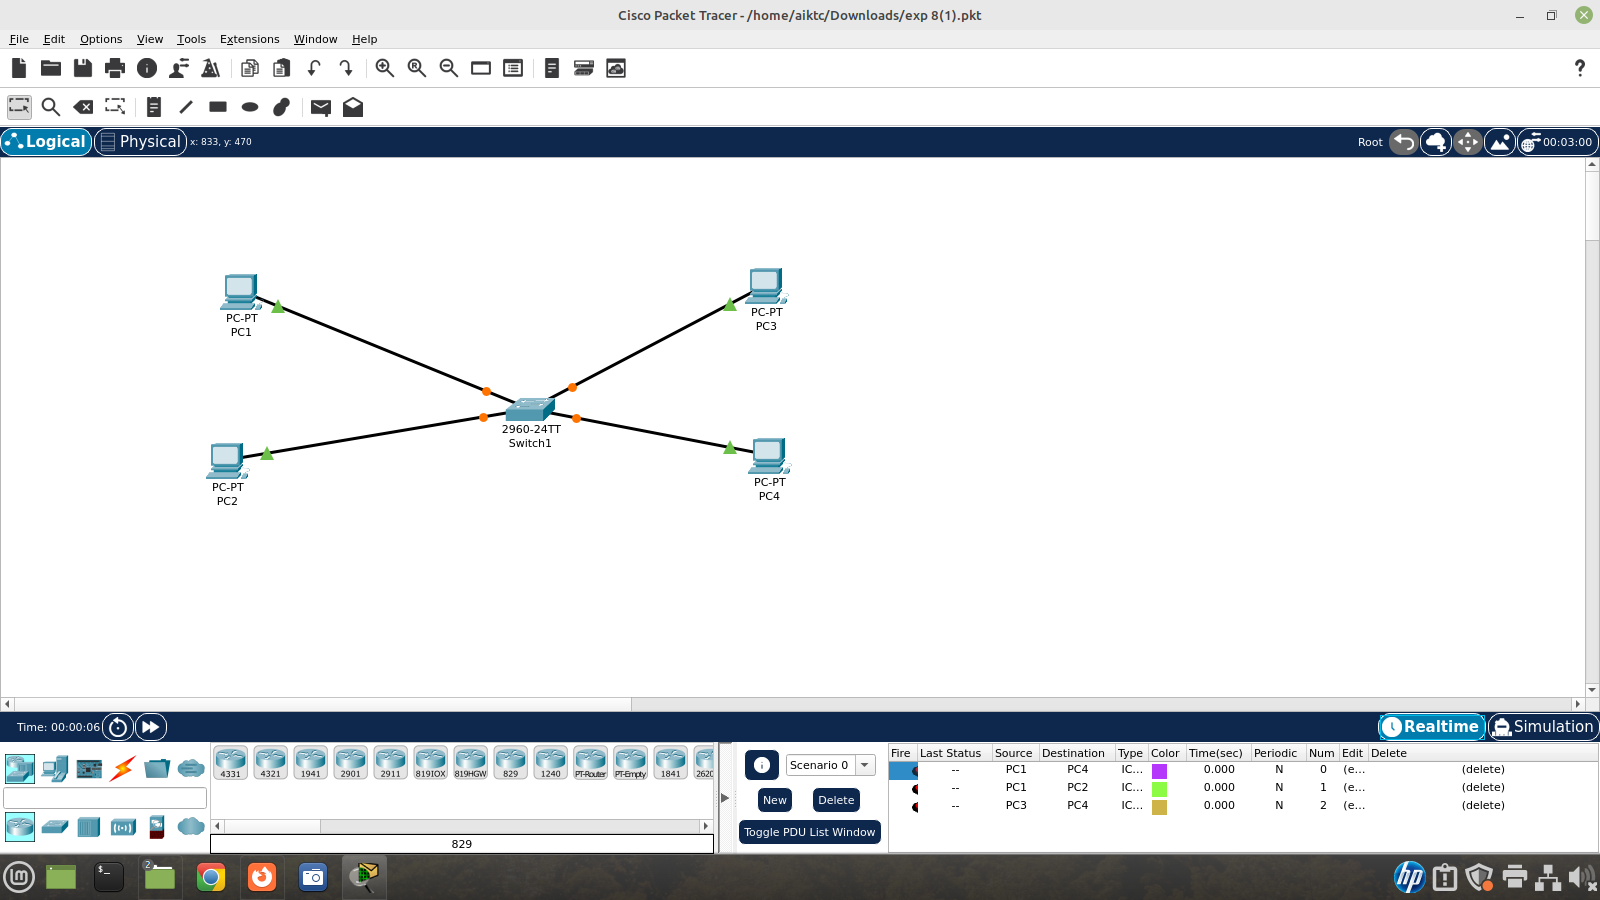 Cisco Packet Tracer - /home/aiktc/Downloads/exp 8(1).pkt
File Edit Options View Tools Extensions Window Help
Logical Physical x: 833, y: 470 Root 00:03:00
PC-PT
PC1
PC-PT
PC3
2960-24TT
Switch1
PC-PT
PC2
PC-PT
PC4
Time: 00:00:06 Realtime Simulation
4331 4321 1941 2901 2911 819IOX 819HGW 829 1240 PT-Router PT-Empty 1841 2620
829
Scenario 0
New Delete
Toggle PDU List Window
Fire Last Status Source Destination Type Color Time(sec) Periodic Num Edit Delete
-- PC1 PC4 IC... 0.000 N 0 (e... (delete)
-- PC1 PC2 IC... 0.000 N 1 (e... (delete)
-- PC3 PC4 IC... 0.000 N 2 (e... (delete)
2
hp